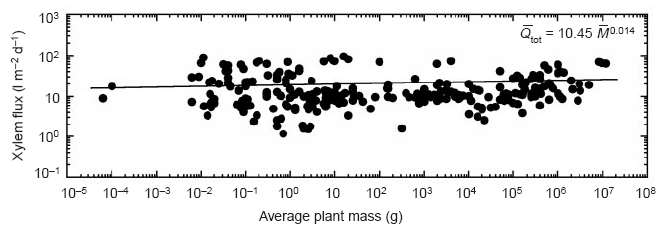 10³
Q̅tot = 10.45 M̅^0.014
10²
10
10⁰
10⁻¹
Xylem flux (l m⁻² d⁻¹)
10⁻⁵ 10⁻⁴ 10⁻³ 10⁻² 10⁻¹ 10⁰ 10 10² 10³ 10⁴ 10⁵ 10⁶ 10⁷ 10⁸
Average plant mass (g)